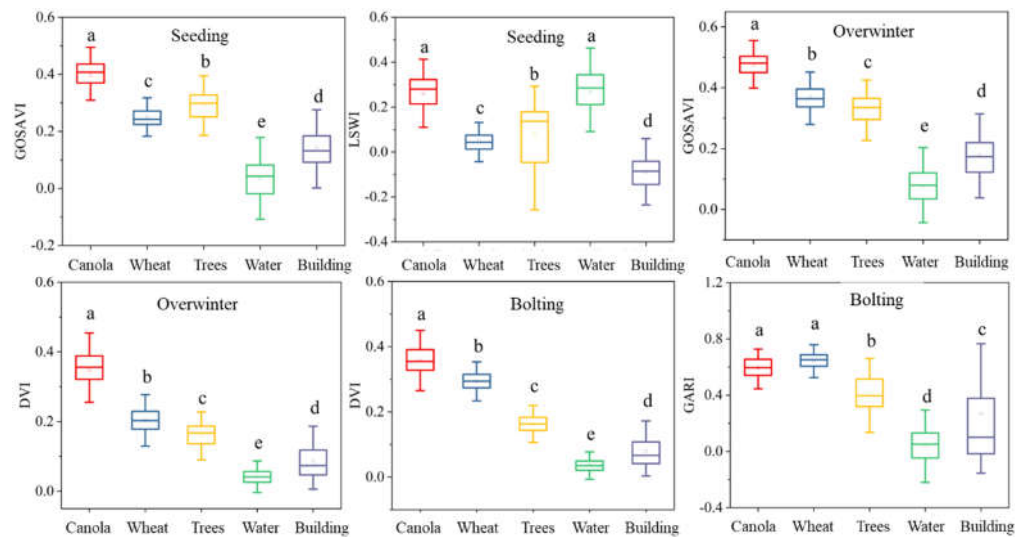 0.6
0.4
0.2
0.0
-0.2
GOSAVI
Seeding
a
c
b
e
d
Canola Wheat Trees Water Building
0.6
0.4
0.2
0.0
-0.2
-0.4
LSWI
Seeding
a
c
b
a
d
Canola Wheat Trees Water Building
0.6
0.4
0.2
0.0
GOSAVI
Overwinter
a
b
c
e
d
Canola Wheat Trees Water Building
0.6
0.4
0.2
0.0
DVI
Overwinter
a
b
c
e
d
Canola Wheat Trees Water Building
0.6
0.4
0.2
0.0
DVI
Bolting
a
b
c
e
d
Canola Wheat Trees Water Building
1.2
0.8
0.4
0.0
-0.4
GARI
Bolting
a
a
b
d
c
Canola Wheat Trees Water Building